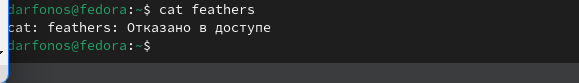 darfonos@fedora:~$ cat feathers
cat: feathers: Отказано в доступе
darfonos@fedora:~$